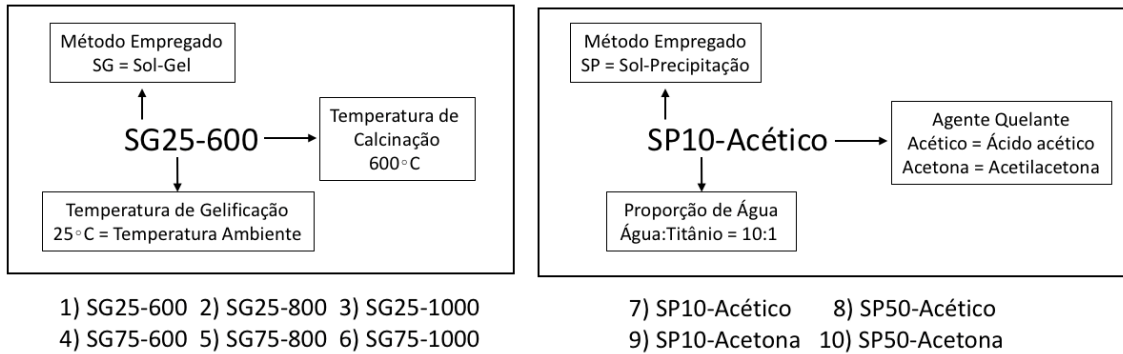 Método Empregado
SG = Sol-Gel
SG25-600
Temperatura de
Calcinação
600°C
Temperatura de Gelificação
25°C = Temperatura Ambiente
1) SG25-600 2) SG25-800 3) SG25-1000
4) SG75-600 5) SG75-800 6) SG75-1000
Método Empregado
SP = Sol-Precipitação
SP10-Acético
Agente Quelante
Acético = Ácido acético
Acetona = Acetilacetona
Proporção de Água
Água:Titânio = 10:1
7) SP10-Acético 8) SP50-Acético
9) SP10-Acetona 10) SP50-Acetona